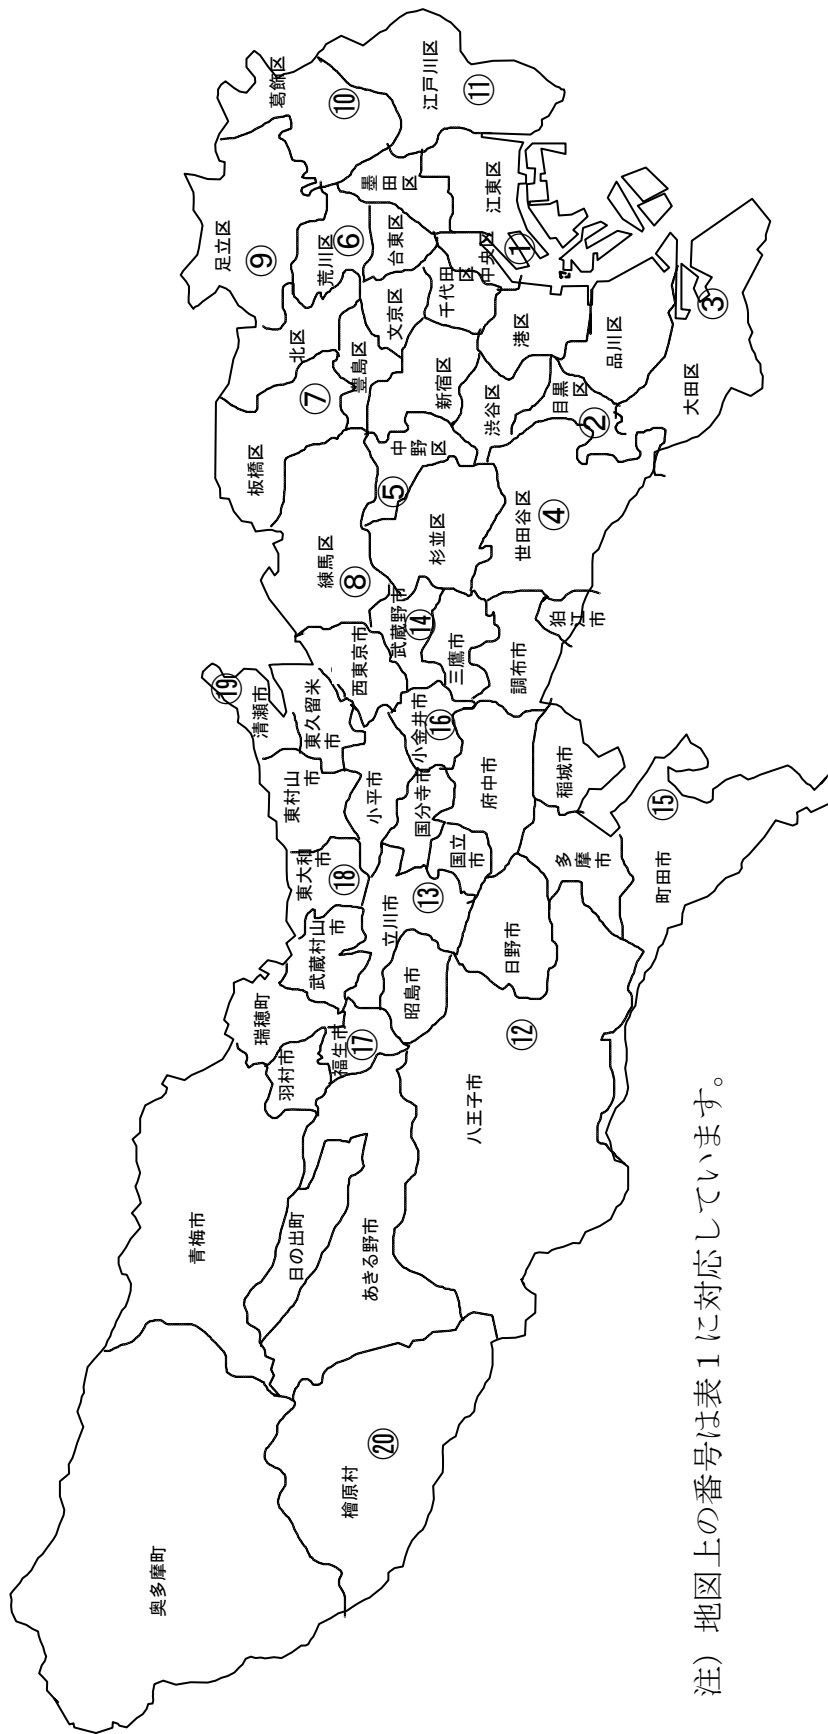 奥多摩町
檜原村
⑳
青梅市
日の出町
あきる野市
八王子市
⑫
瑞穂町
羽村市
福生市
⑰
昭島市
武蔵村山市
東大和市
⑱
立川市
⑬
日野市
東村山市
小平市
国分寺市
国立市
府中市
多摩市
稲城市
町田市
⑮
清瀬市
⑲
東久留米市
西東京市
小金井市
⑯
武蔵野市
⑭
三鷹市
調布市
狛江市
練馬区
⑧
杉並区
世田谷区
④
板橋区
⑦
中野区
⑤
北区
豊島区
新宿区
渋谷区
目黒区
②
足立区
⑨
荒川区
⑥
文京区
台東区
千代田区
中央区
①
港区
品川区
大田区
③
葛飾区
⑩
墨田区
江東区
江戸川区
⑪
注）地図上の番号は表１に対応しています。